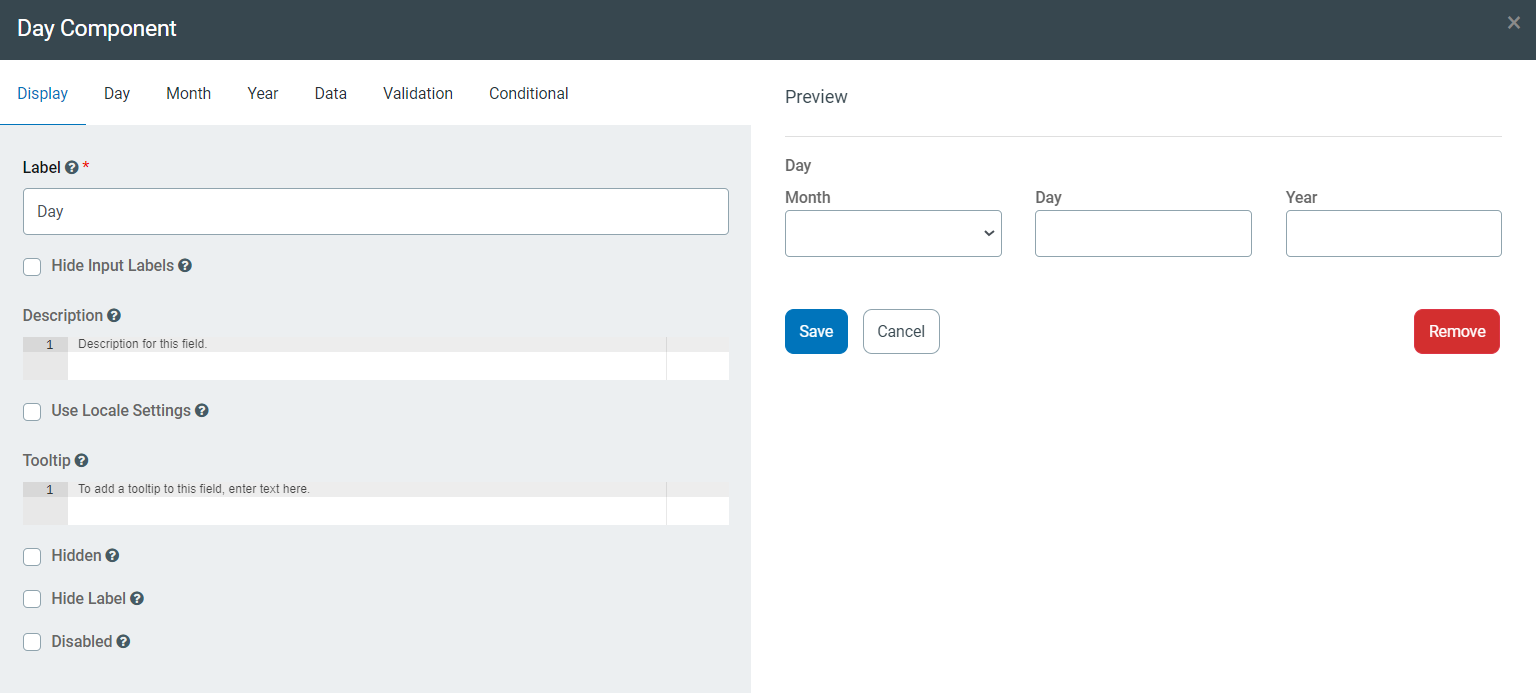 Day Component
×
Display Day Month Year Data Validation Conditional
Label ? *
Day
Hide Input Labels ?
Description ?
1 Description for this field.
Use Locale Settings ?
Tooltip ?
1 To add a tooltip to this field, enter text here.
Hidden ?
Hide Label ?
Disabled ?
Preview
Day
Month Day Year
Save Cancel Remove